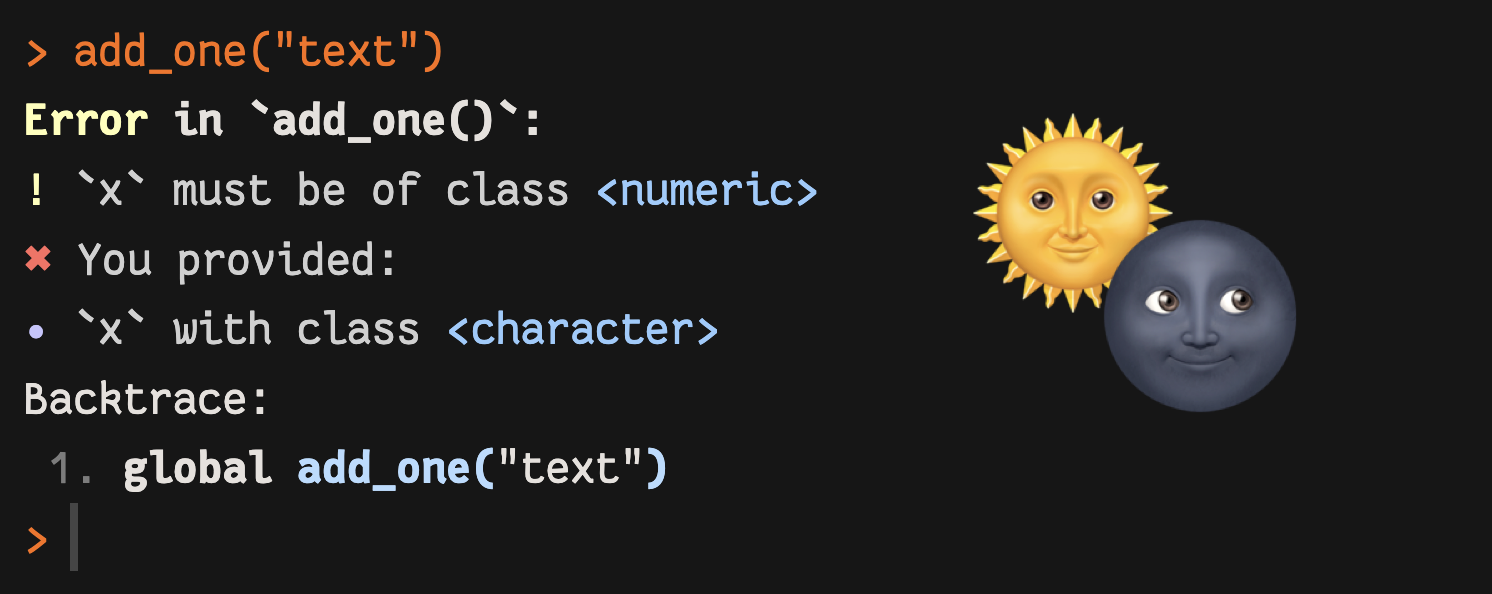 > add_one("text")
Error in `add_one()`:
! `x` must be of class <numeric>
✖ You provided:
• `x` with class <character>
Backtrace:
1. global add_one("text")
>